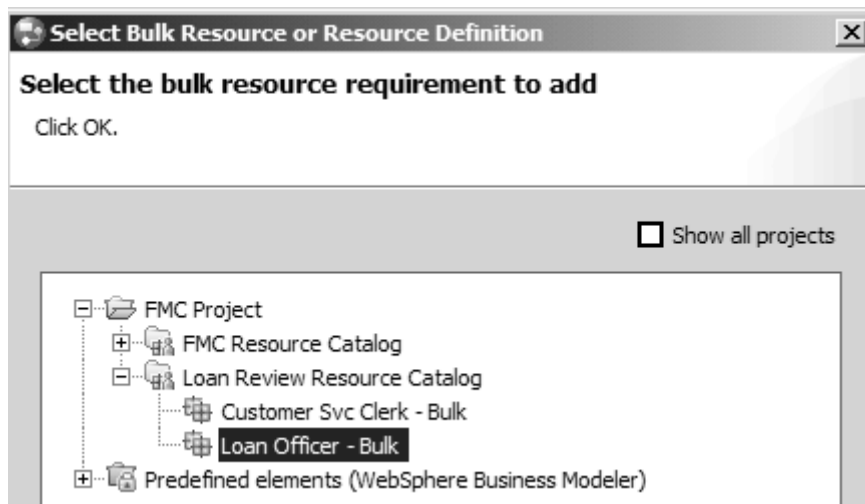 Select Bulk Resource or Resource Definition
Select the bulk resource requirement to add
Click OK.
Show all projects
FMC Project
FMC Resource Catalog
Loan Review Resource Catalog
Customer Svc Clerk - Bulk
Loan Officer - Bulk
Predefined elements (WebSphere Business Modeler)